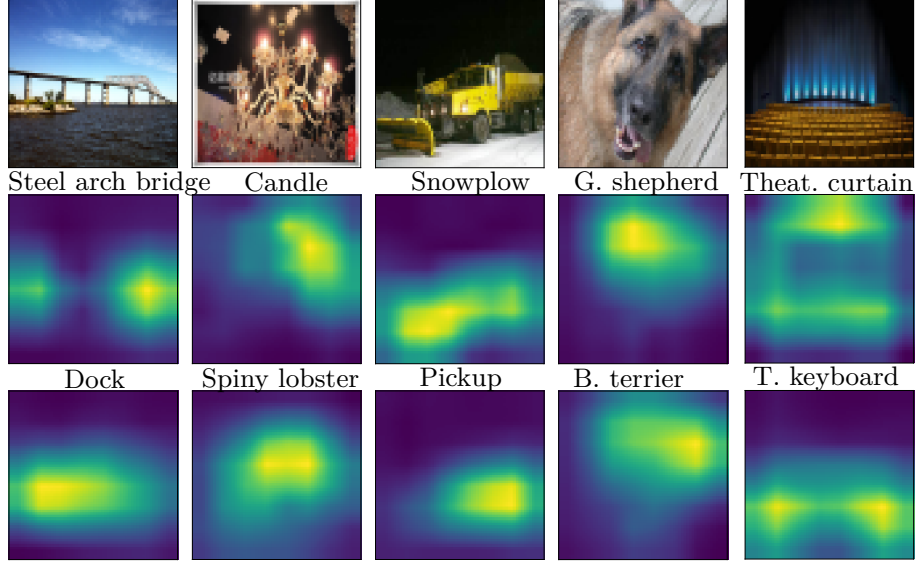 Steel arch bridge Candle Snowplow G. shepherd Theat. curtain
Dock Spiny lobster Pickup B. terrier T. keyboard